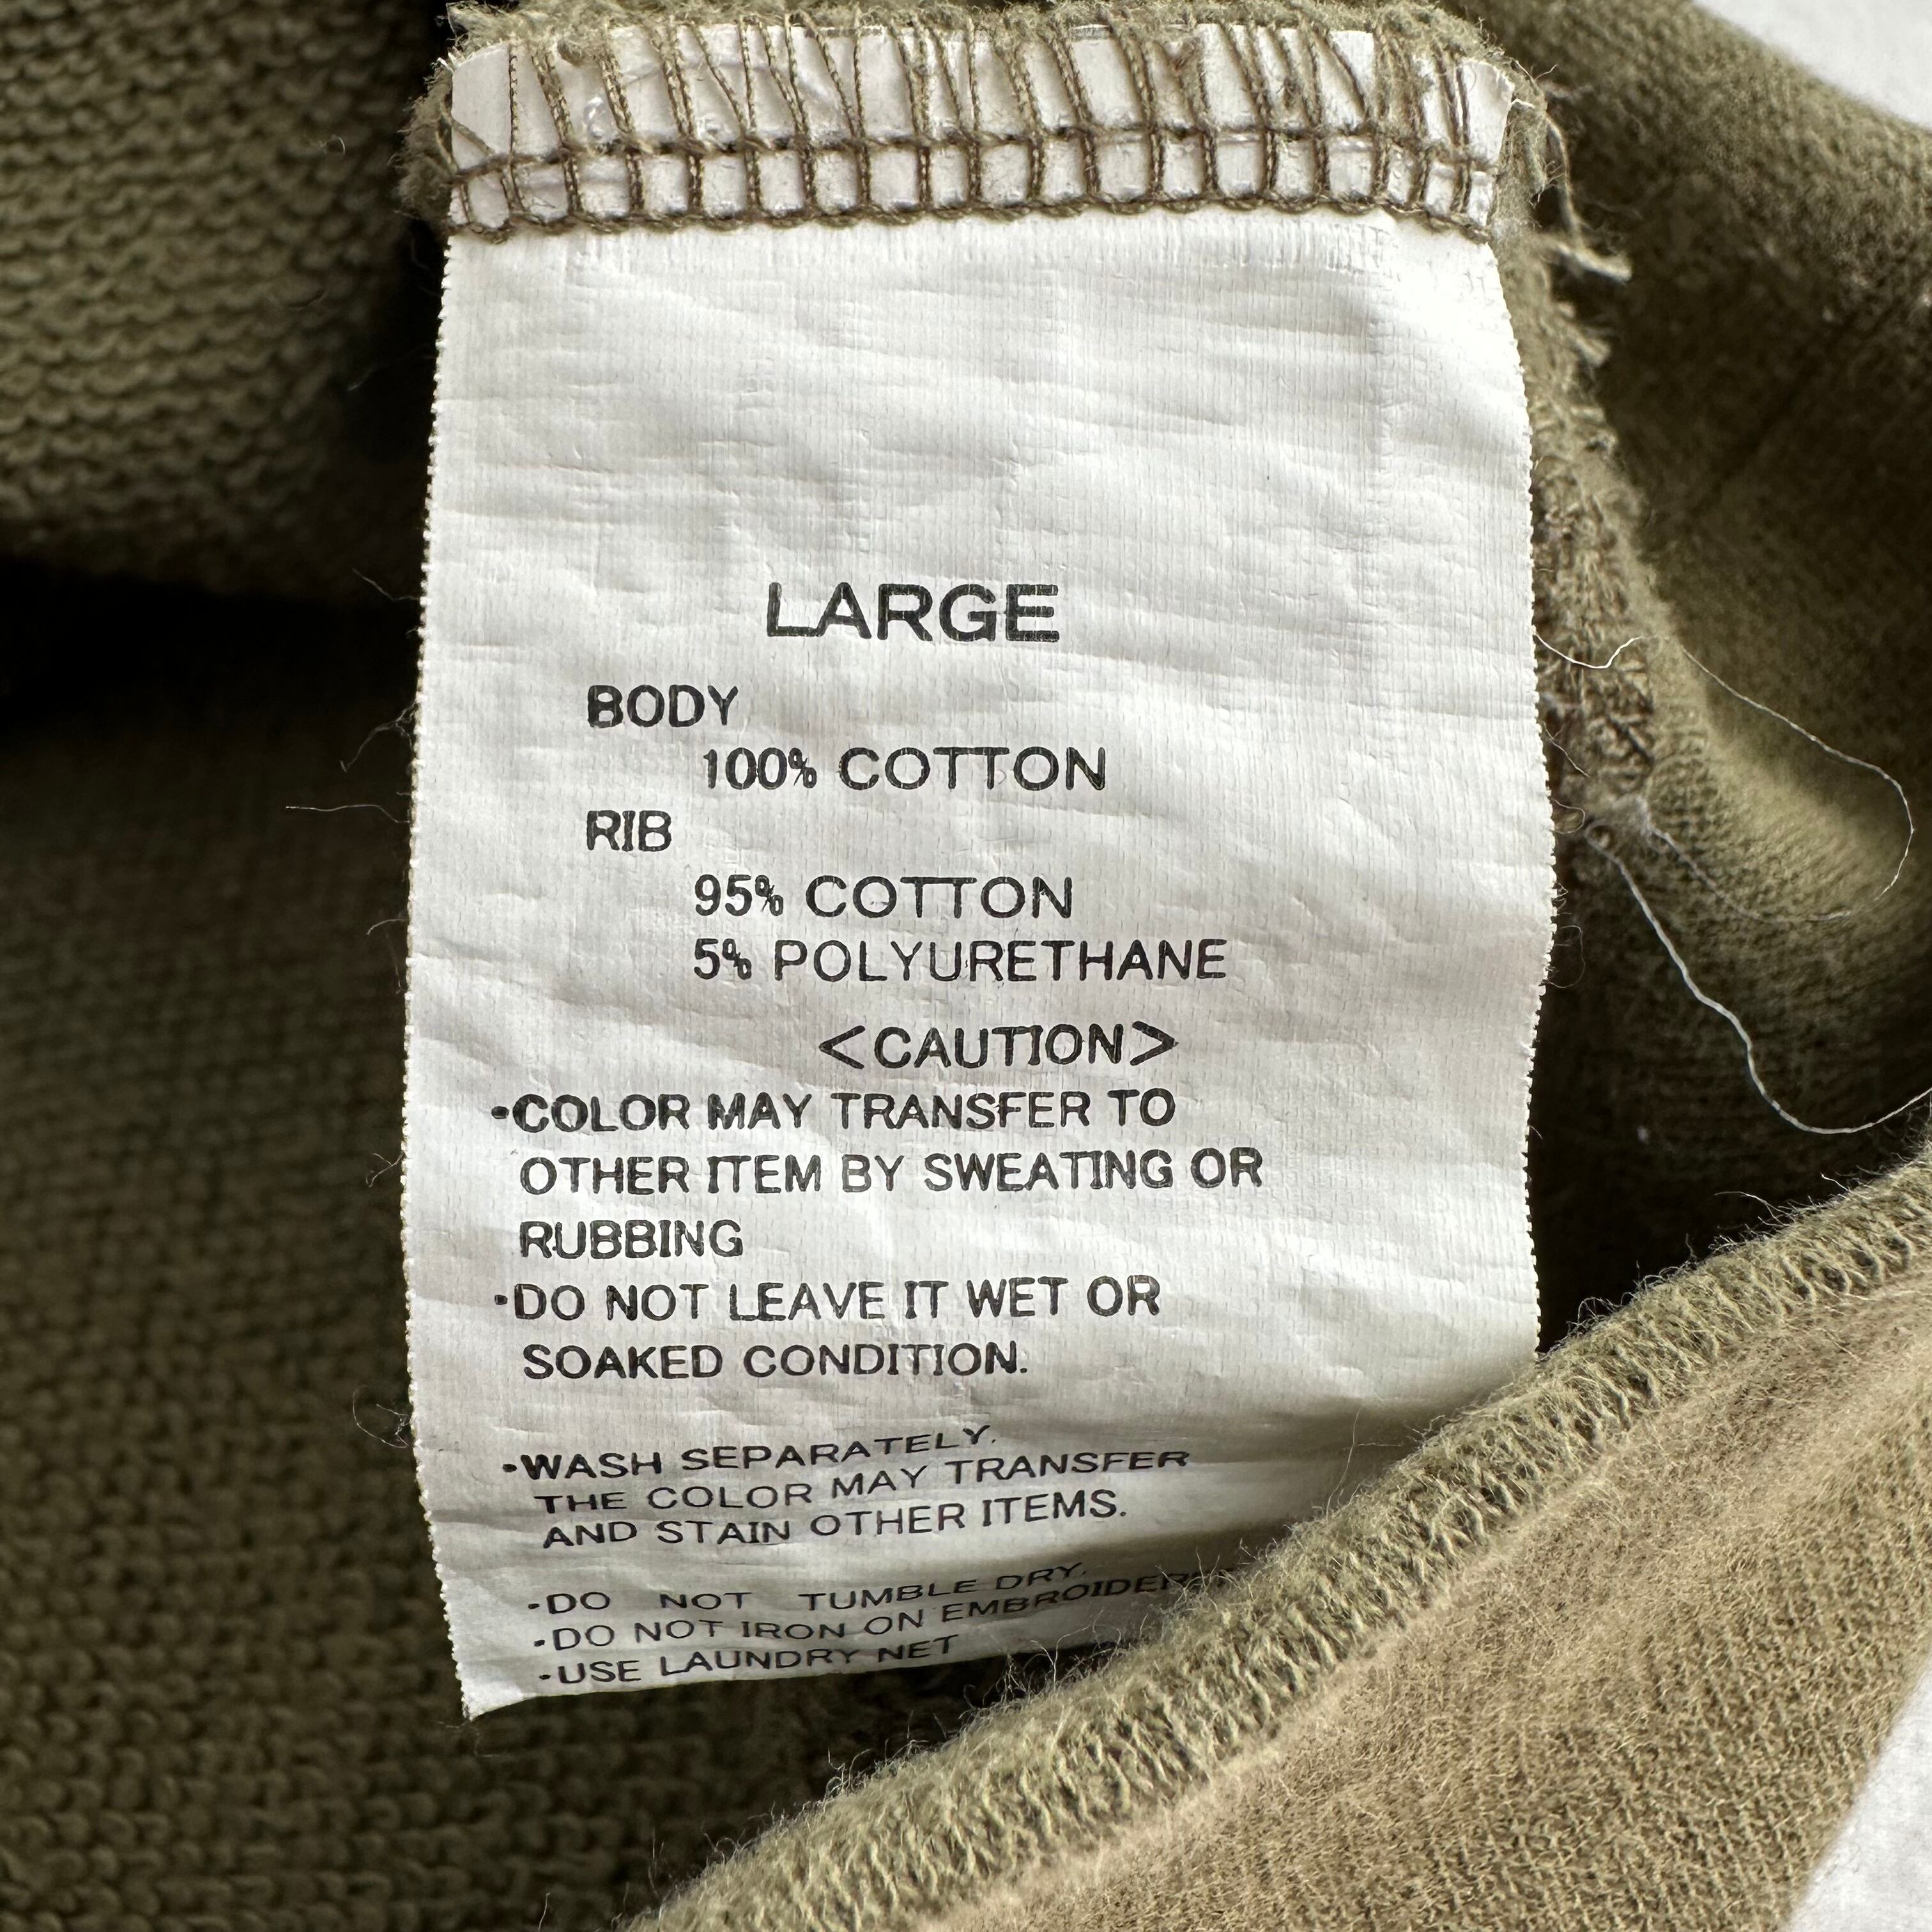 LARGE
BODY
100% COTTON
RIB
95% COTTON
5% POLYURETHANE
<CAUTION>
•COLOR MAY TRANSFER TO
OTHER ITEM BY SWEATING OR
RUBBING
•DO NOT LEAVE IT WET OR
SOAKED CONDITION.
•WASH SEPARATELY.
THE COLOR MAY TRANSFER
AND STAIN OTHER ITEMS.
•DO NOT TUMBLE DRY.
•DO NOT IRON ON
•USE LAUNDRY NET